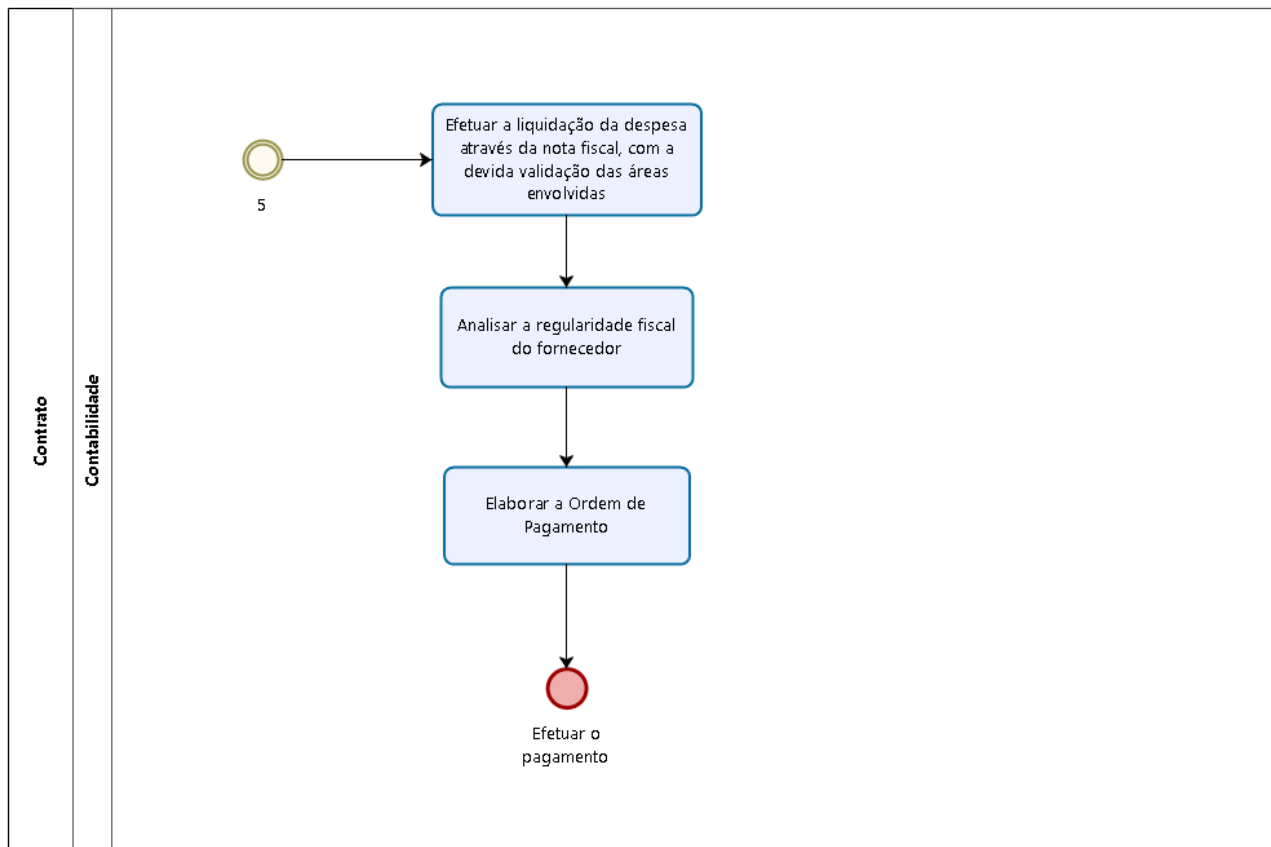 Contrato
Contabilidade
5
Efetuar a liquidação da despesa
através da nota fiscal, com a
devida validação das áreas
envolvidas
Analisar a regularidade fiscal
do fornecedor
Elaborar a Ordem de
Pagamento
Efetuar o
pagamento